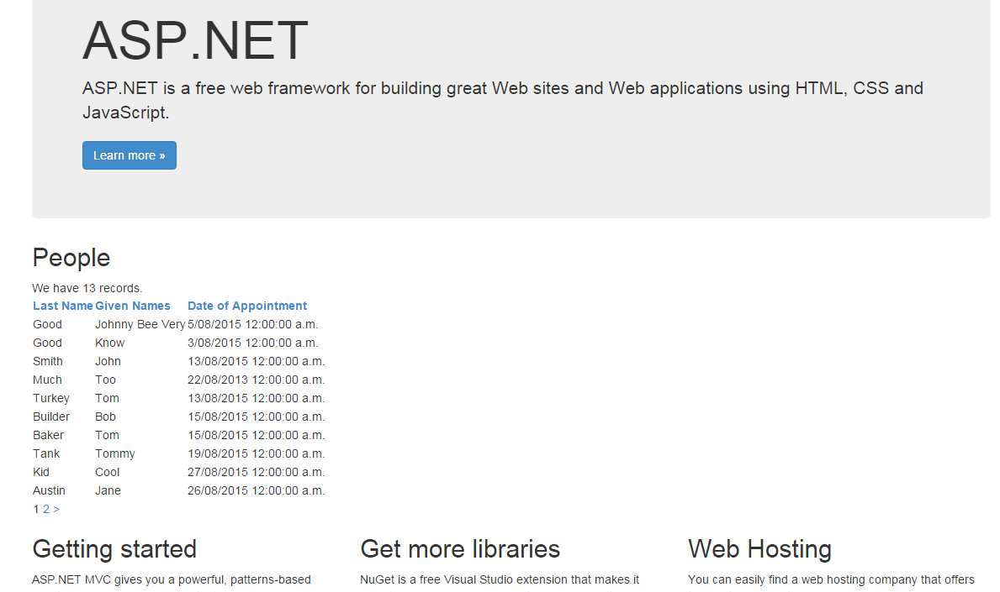 ASP.NET
ASP.NET is a free web framework for building great Web sites and Web applications using HTML, CSS and
JavaScript.
Learn more »
People
We have 13 records.
Last Name Given Names Date of Appointment
Good Johnny Bee Very 5/08/2015 12:00:00 a.m.
Good Know 3/08/2015 12:00:00 a.m.
Smith John 13/08/2015 12:00:00 a.m.
Much Too 22/08/2013 12:00:00 a.m.
Turkey Tom 13/08/2015 12:00:00 a.m.
Builder Bob 15/08/2015 12:00:00 a.m.
Baker Tom 15/08/2015 12:00:00 a.m.
Tank Tommy 19/08/2015 12:00:00 a.m.
Kid Cool 27/08/2015 12:00:00 a.m.
Austin Jane 26/08/2015 12:00:00 a.m.
1 2 >
Getting started
ASP.NET MVC gives you a powerful, patterns-based
Get more libraries
NuGet is a free Visual Studio extension that makes it
Web Hosting
You can easily find a web hosting company that offers